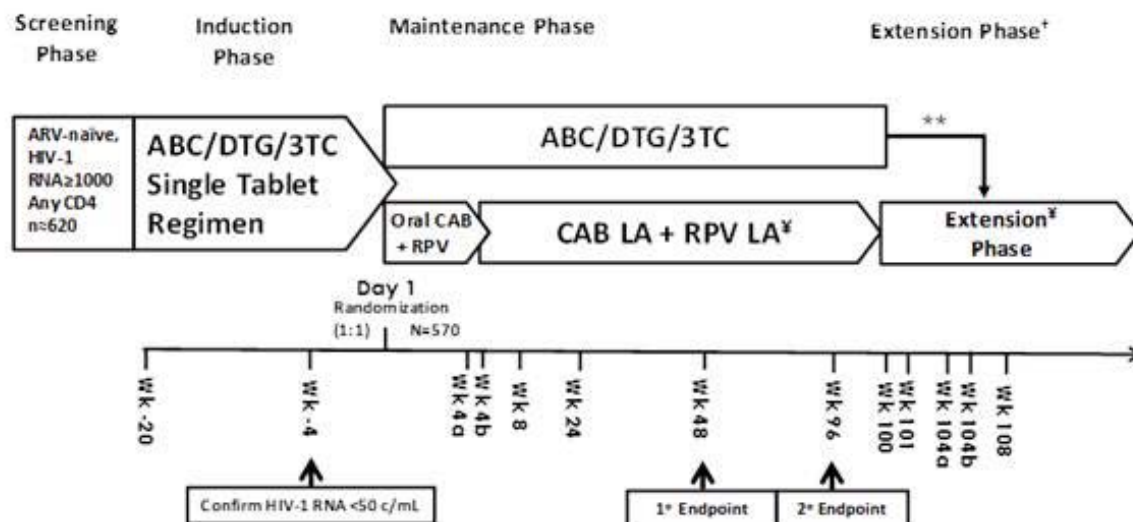 Screening
Phase
Induction
Phase
Maintenance Phase
Extension Phase†
ARV-naïve,
HIV-1
RNA≥1000
Any CD4
n≈620
ABC/DTG/3TC
Single Tablet
Regimen
ABC/DTG/3TC
**
Oral CAB
+ RPV
CAB LA + RPV LA¥
Extension¥
Phase
Day 1
Randomization
(1:1) N=570
Wk -20
Wk -4
Wk 4a
Wk 4b
Wk 8
Wk 24
Wk 48
Wk 96
Wk 100
Wk 101
Wk 104a
Wk 104b
Wk 108
Confirm HIV-1 RNA <50 c/mL
1° Endpoint
2° Endpoint